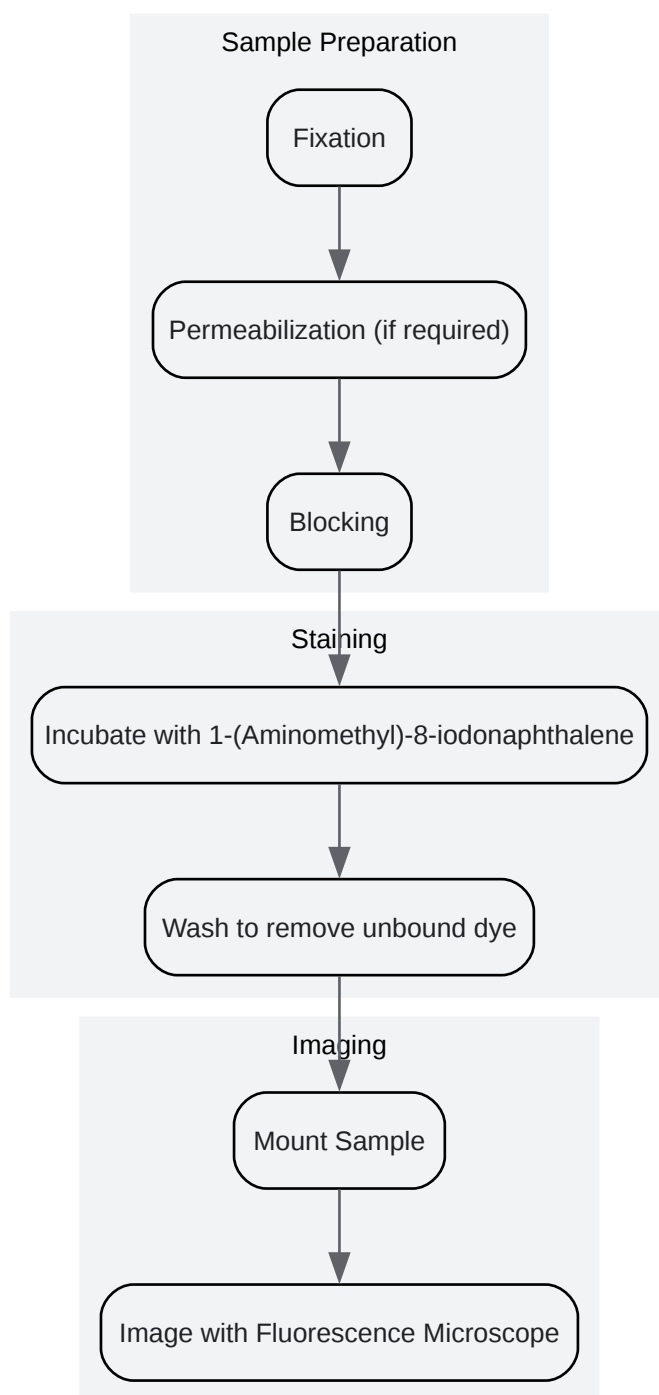 Sample Preparation
Fixation
Permeabilization (if required)
Blocking
Staining
Incubate with 1-(Aminomethyl)-8-iodonaphthalene
Wash to remove unbound dye
Imaging
Mount Sample
Image with Fluorescence Microscope